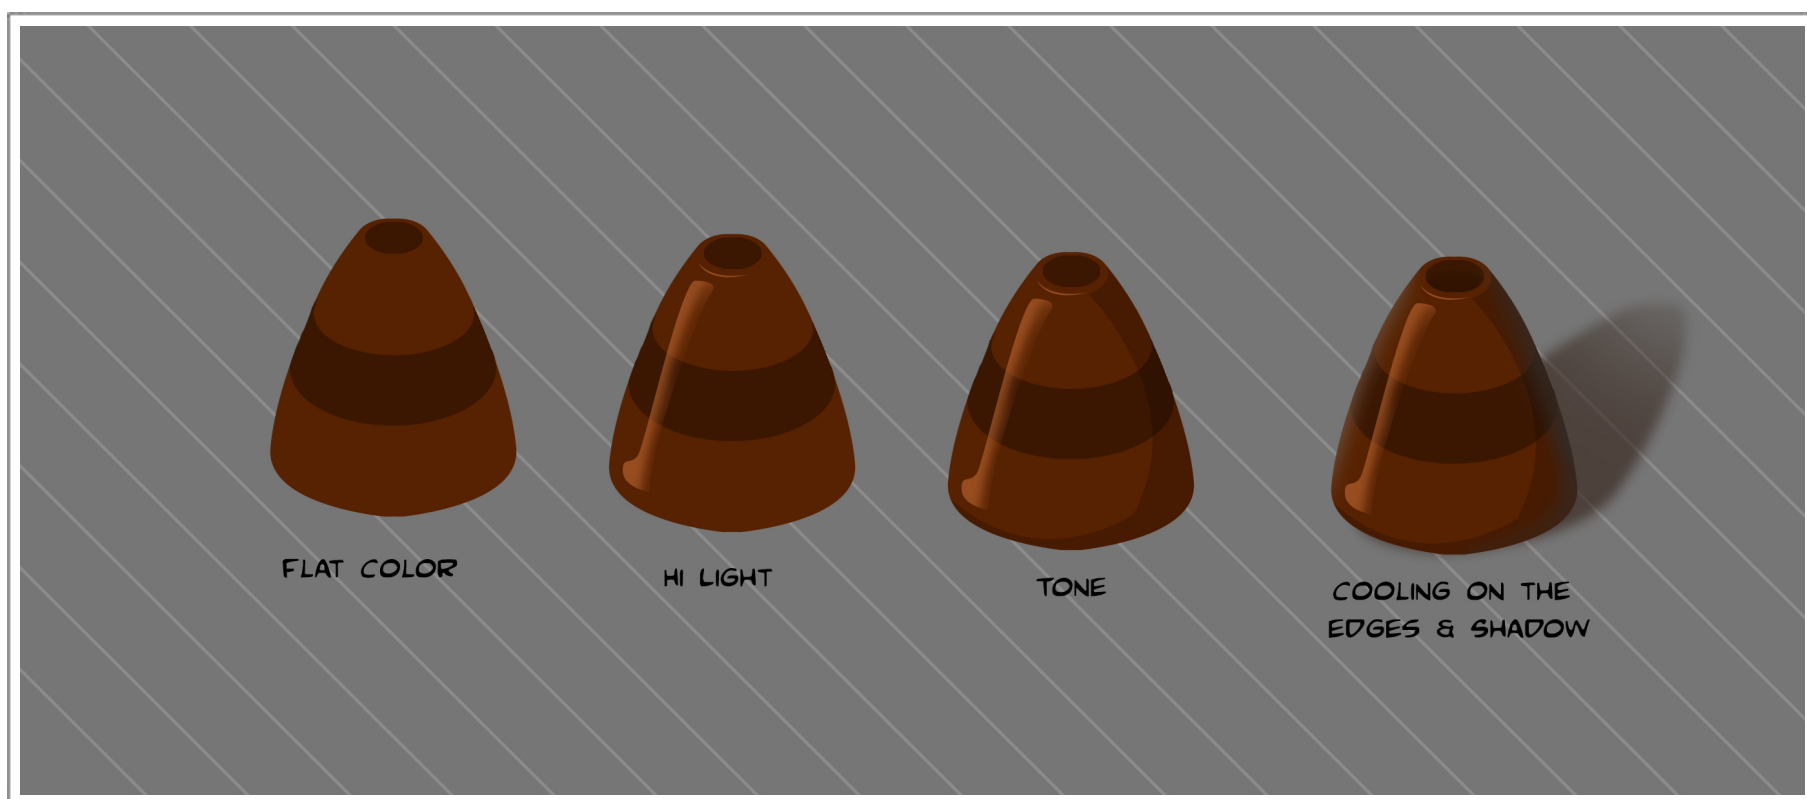 FLAT COLOR
HI LIGHT
TONE
COOLING ON THE
EDGES & SHADOW